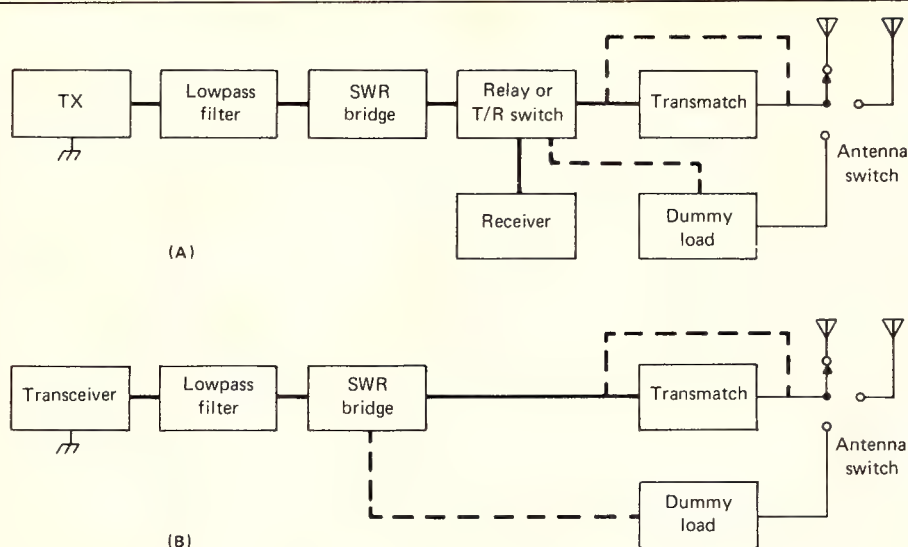 TX
Lowpass
filter
SWR
bridge
Relay or
T/R switch
Transmatch
Antenna
switch
Receiver
Dummy
load
(A)
Transceiver
Lowpass
filter
SWR
bridge
Transmatch
Antenna
switch
Dummy
load
(B)